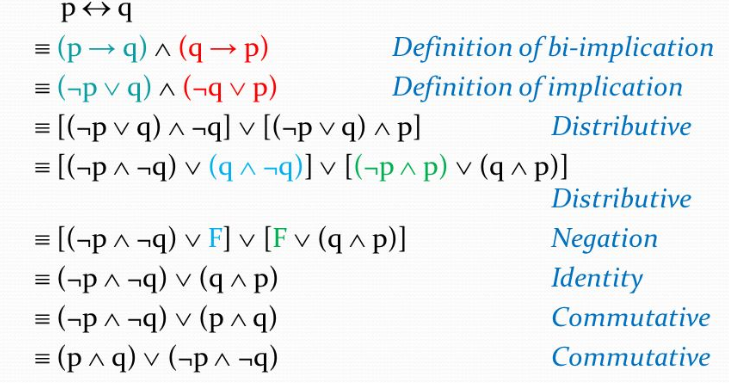 p ↔ q
≡ (p → q) ∧ (q → p) Definition of bi-implication
≡ (¬p ∨ q) ∧ (¬q ∨ p) Definition of implication
≡ [(¬p ∨ q) ∧ ¬q] ∨ [(¬p ∨ q) ∧ p] Distributive
≡ [(¬p ∧ ¬q) ∨ (q ∧ ¬q)] ∨ [(¬p ∧ p) ∨ (q ∧ p)]
Distributive
≡ [(¬p ∧ ¬q) ∨ F] ∨ [F ∨ (q ∧ p)] Negation
≡ (¬p ∧ ¬q) ∨ (q ∧ p) Identity
≡ (¬p ∧ ¬q) ∨ (p ∧ q) Commutative
≡ (p ∧ q) ∨ (¬p ∧ ¬q) Commutative